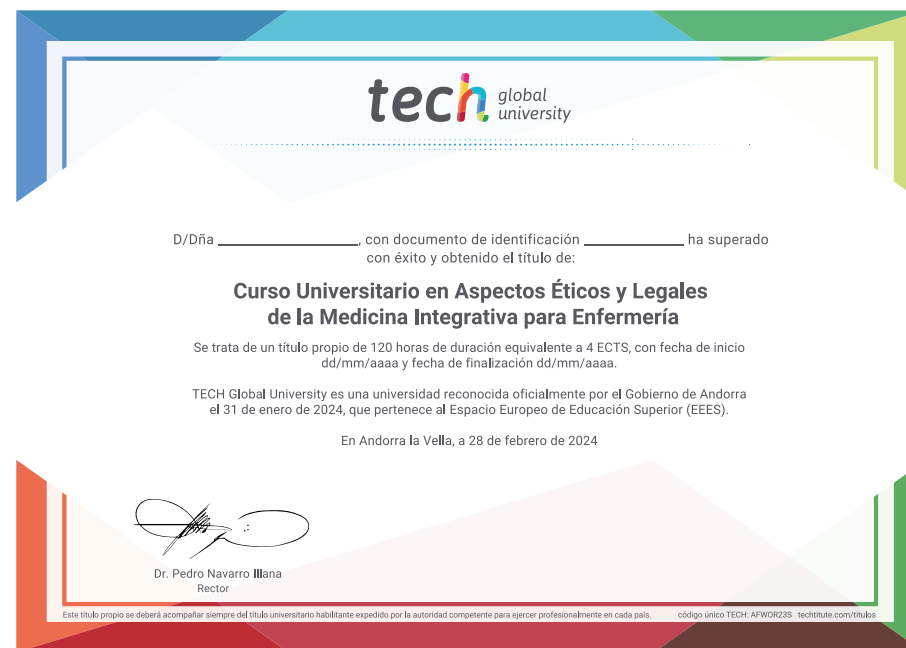 tech global
university
D/Dña ______________, con documento de identificación __________ ha superado
con éxito y obtenido el título de:
Curso Universitario en Aspectos Éticos y Legales
de la Medicina Integrativa para Enfermería
Se trata de un título propio de 120 horas de duración equivalente a 4 ECTS, con fecha de inicio
dd/mm/aaaa y fecha de finalización dd/mm/aaaa.
TECH Global University es una universidad reconocida oficialmente por el Gobierno de Andorra
el 31 de enero de 2024, que pertenece al Espacio Europeo de Educación Superior (EEES).
En Andorra la Vella, a 28 de febrero de 2024
Dr. Pedro Navarro Illana
Rector
Este título propio se deberá acompañar siempre del título universitario habilitante expedido por la autoridad competente para ejercer profesionalmente en cada país. código único TECH: AFWOR23S techtitute.com/titulos